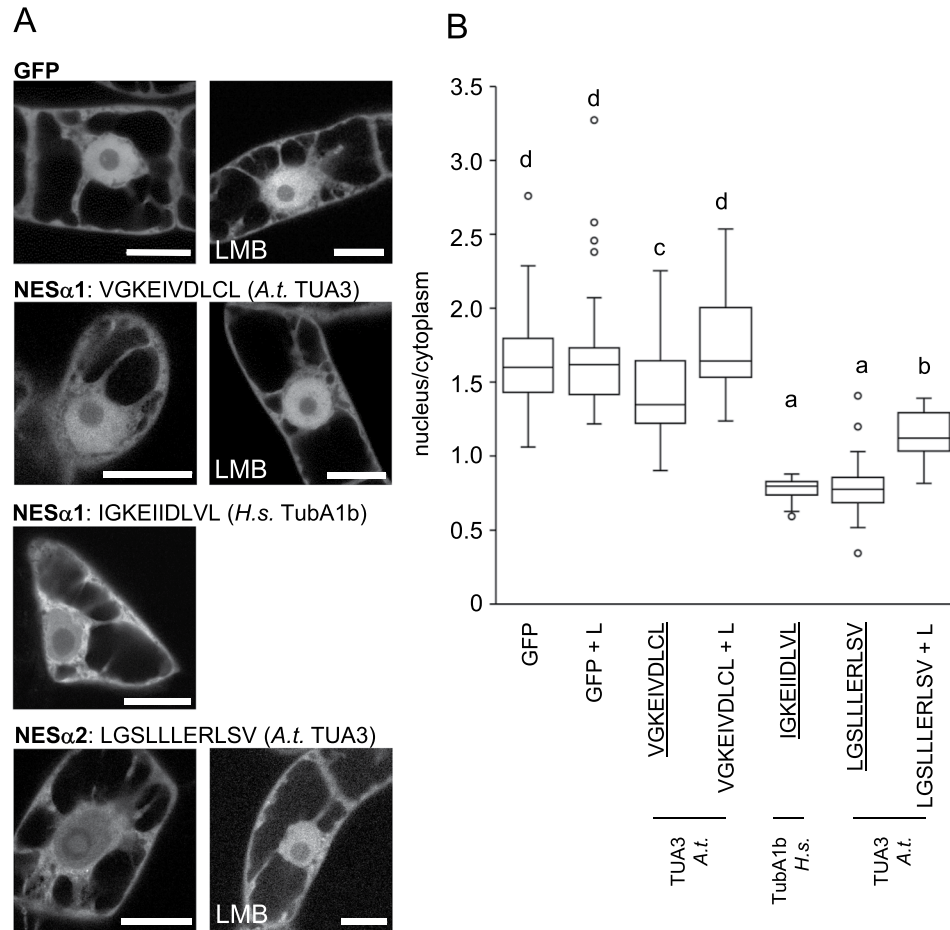 A
GFP
LMB
NESα1: VGKEIVDLCL (A.t. TUA3)
LMB
NESα1: IGKEIIDLVL (H.s. TubA1b)
NESα2: LGSLLLERLSV (A.t. TUA3)
LMB
B
nucleus/cytoplasm
3.5
3.0
2.5
2.0
1.5
1.0
0.5
0
d
d
c
d
a
a
b
GFP
GFP + L
VGKEIVDLCL
VGKEIVDLCL + L
IGKEIIDLVL
LGSLLLERLSV
LGSLLLERLSV + L
TUA3
A.t.
TubA1b
H.s.
TUA3
A.t.